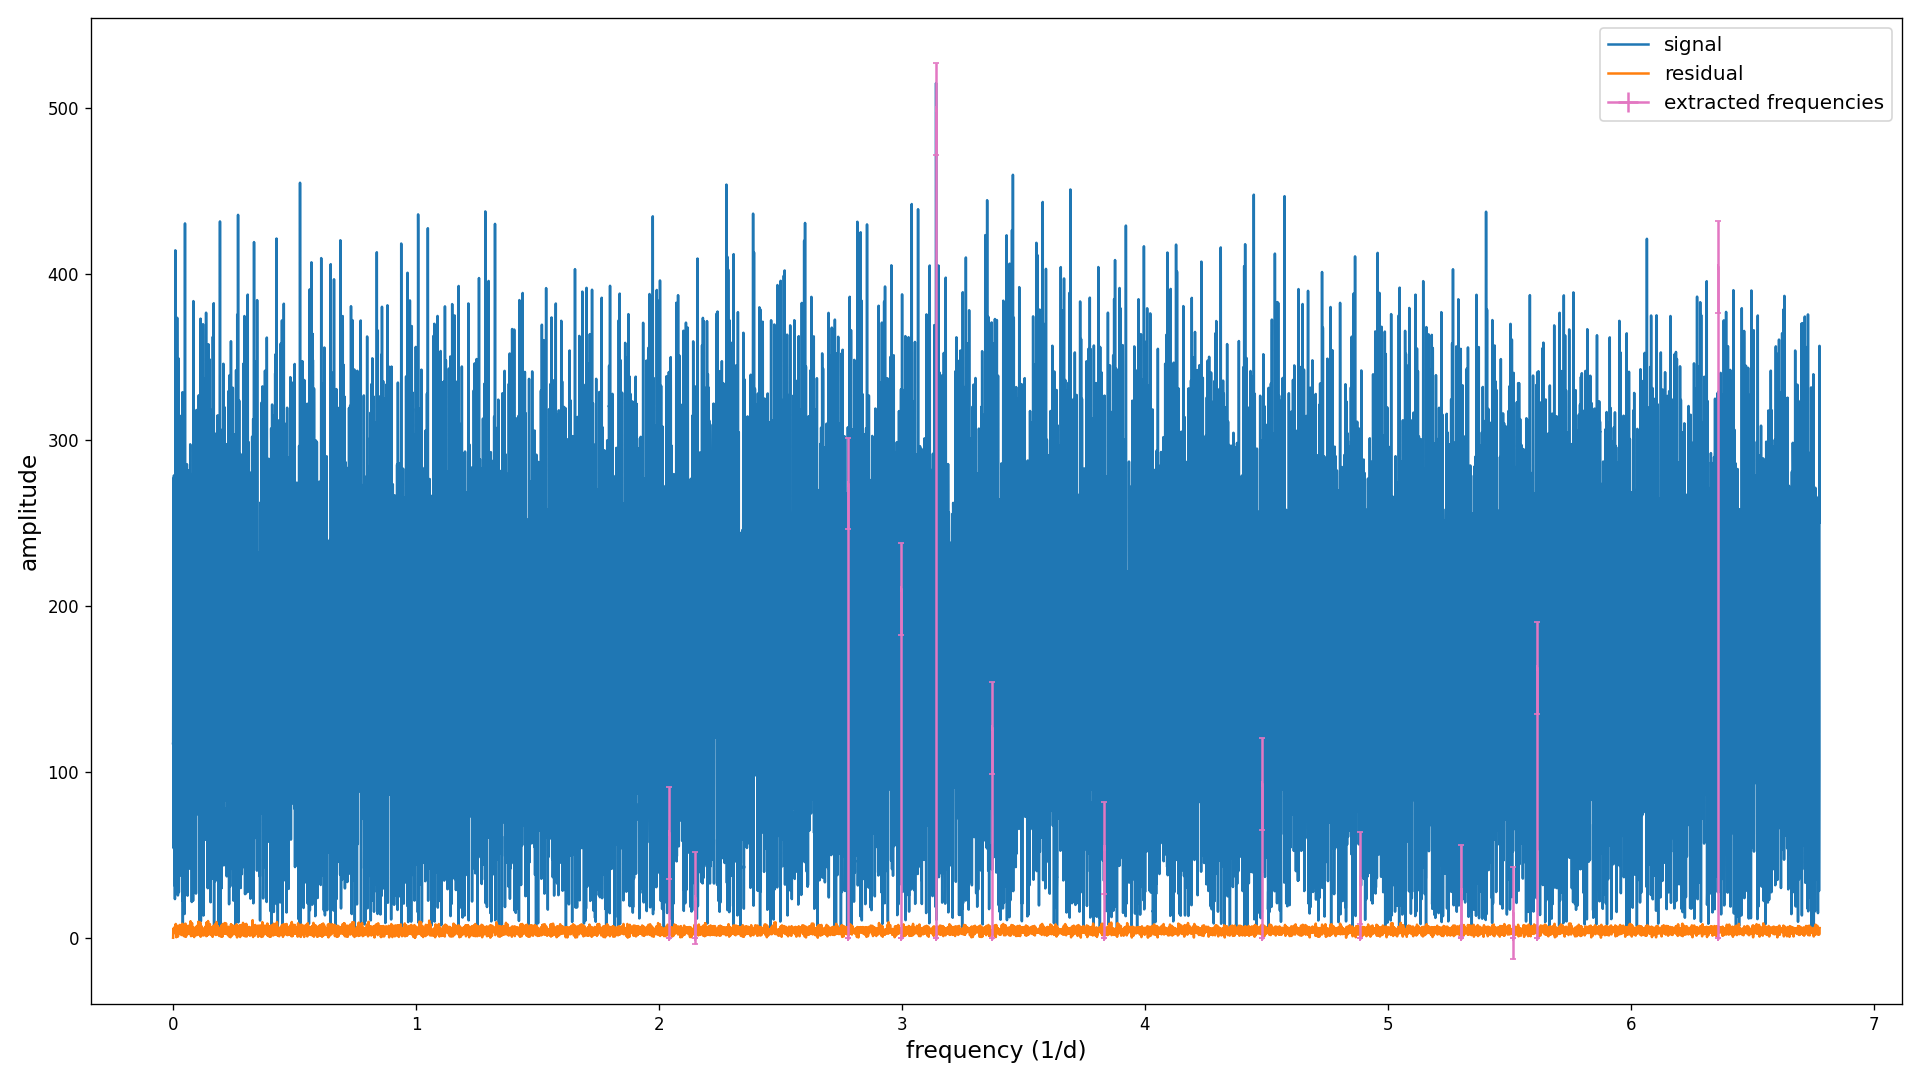 signal
residual
extracted frequencies
amplitude
500
400
300
200
100
0
0 1 2 3 4 5 6 7
frequency (1/d)